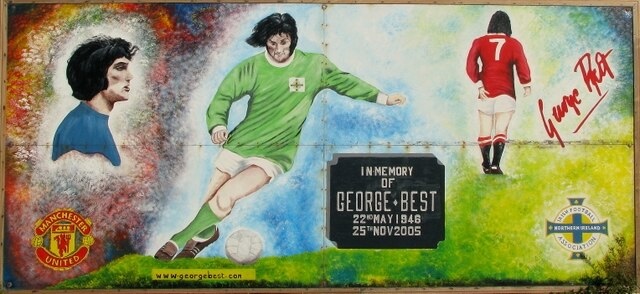 7
George Best
IN·MEMORY
OF
GEORGE BEST
22ND MAY 1946
25TH NOV 2005
MANCHESTER
UNITED
IRISH FOOTBALL
NORTHERN IRELAND
ASSOCIATION
www.georgebest.com